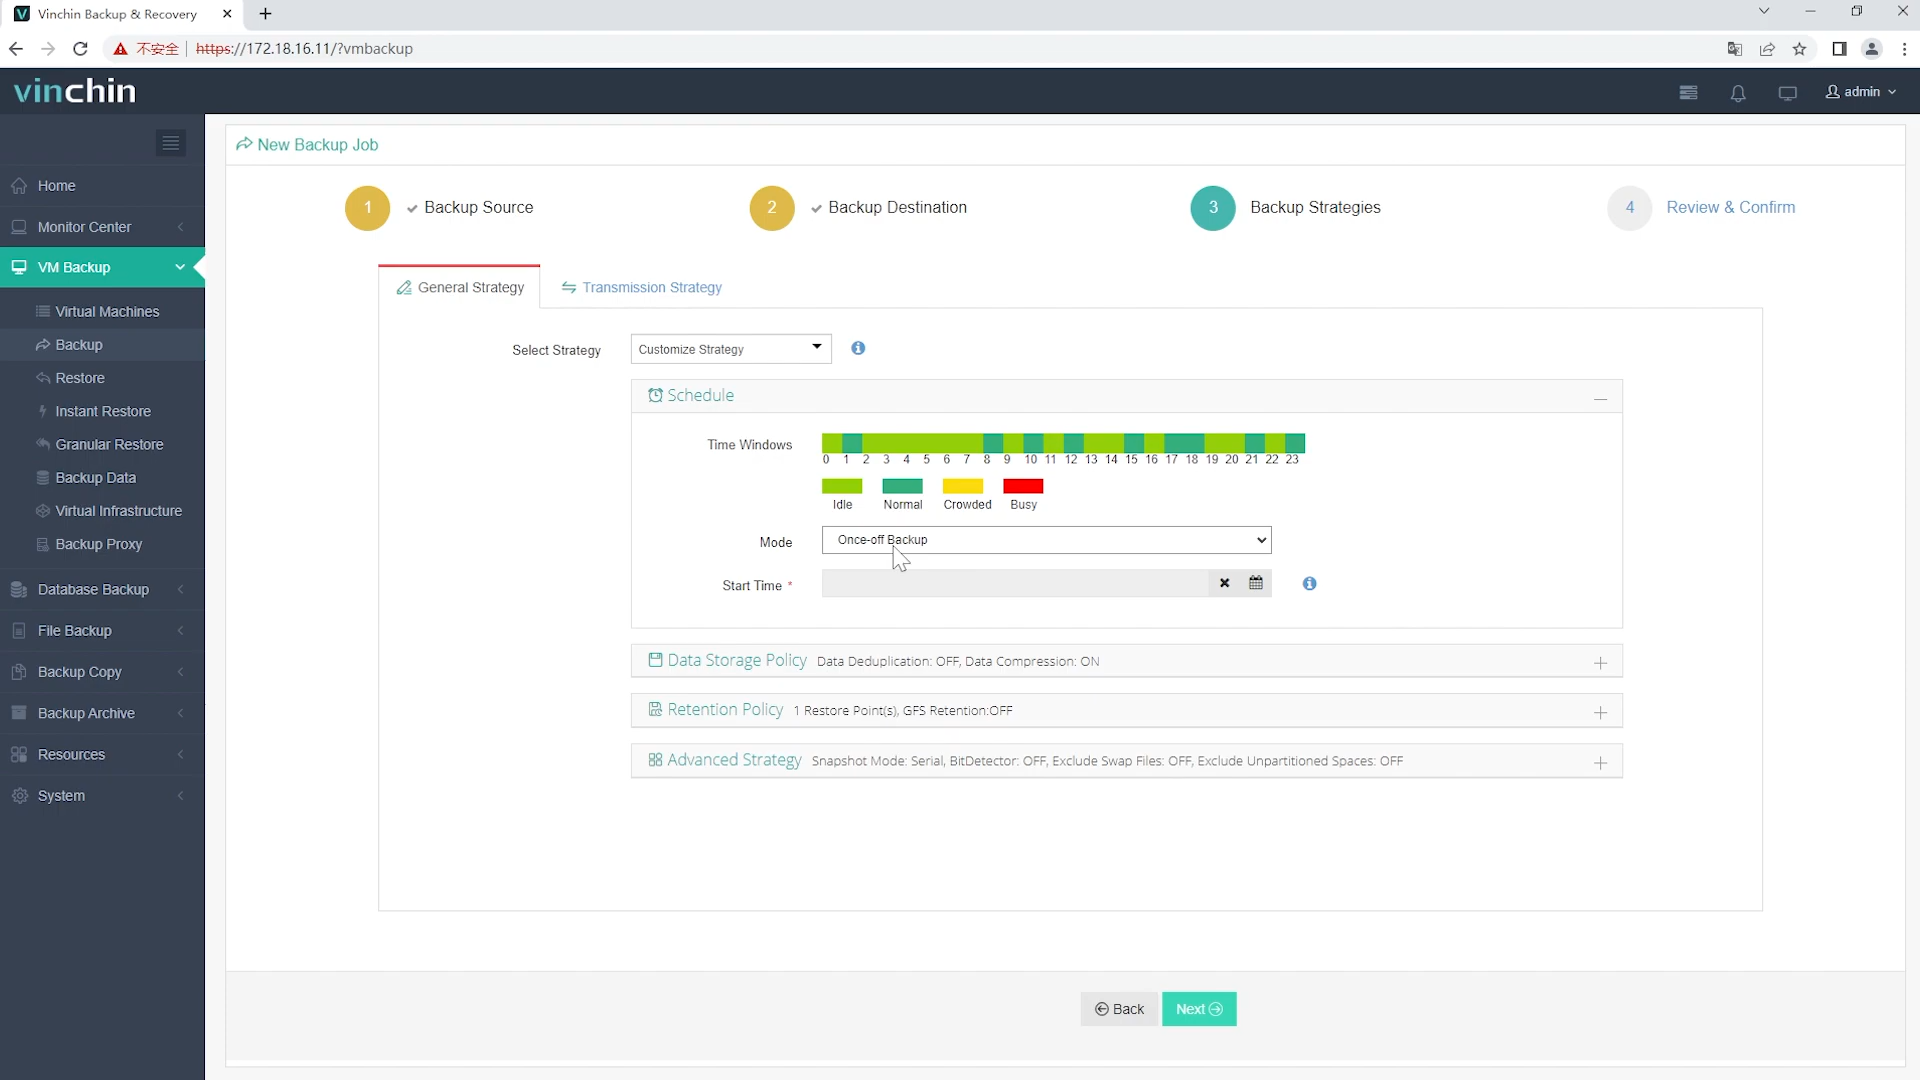 Vinchin Backup & Recovery
不安全 https://172.18.16.11/?vmbackup
vinchin
admin
New Backup Job
1 Backup Source
2 Backup Destination
3 Backup Strategies
4 Review & Confirm
Home
Monitor Center
VM Backup
Virtual Machines
Backup
Restore
Instant Restore
Granular Restore
Backup Data
Virtual Infrastructure
Backup Proxy
Database Backup
File Backup
Backup Copy
Backup Archive
Resources
System
General Strategy
Transmission Strategy
Select Strategy
Customize Strategy
Schedule
Time Windows
0 1 2 3 4 5 6 7 8 9 10 11 12 13 14 15 16 17 18 19 20 21 22 23
Idle Normal Crowded Busy
Mode
Once-off Backup
Start Time *
Data Storage Policy Data Deduplication: OFF, Data Compression: ON
Retention Policy 1 Restore Point(s), GFS Retention:OFF
Advanced Strategy Snapshot Mode: Serial, BitDetector: OFF, Exclude Swap Files: OFF, Exclude Unpartitioned Spaces: OFF
Back
Next